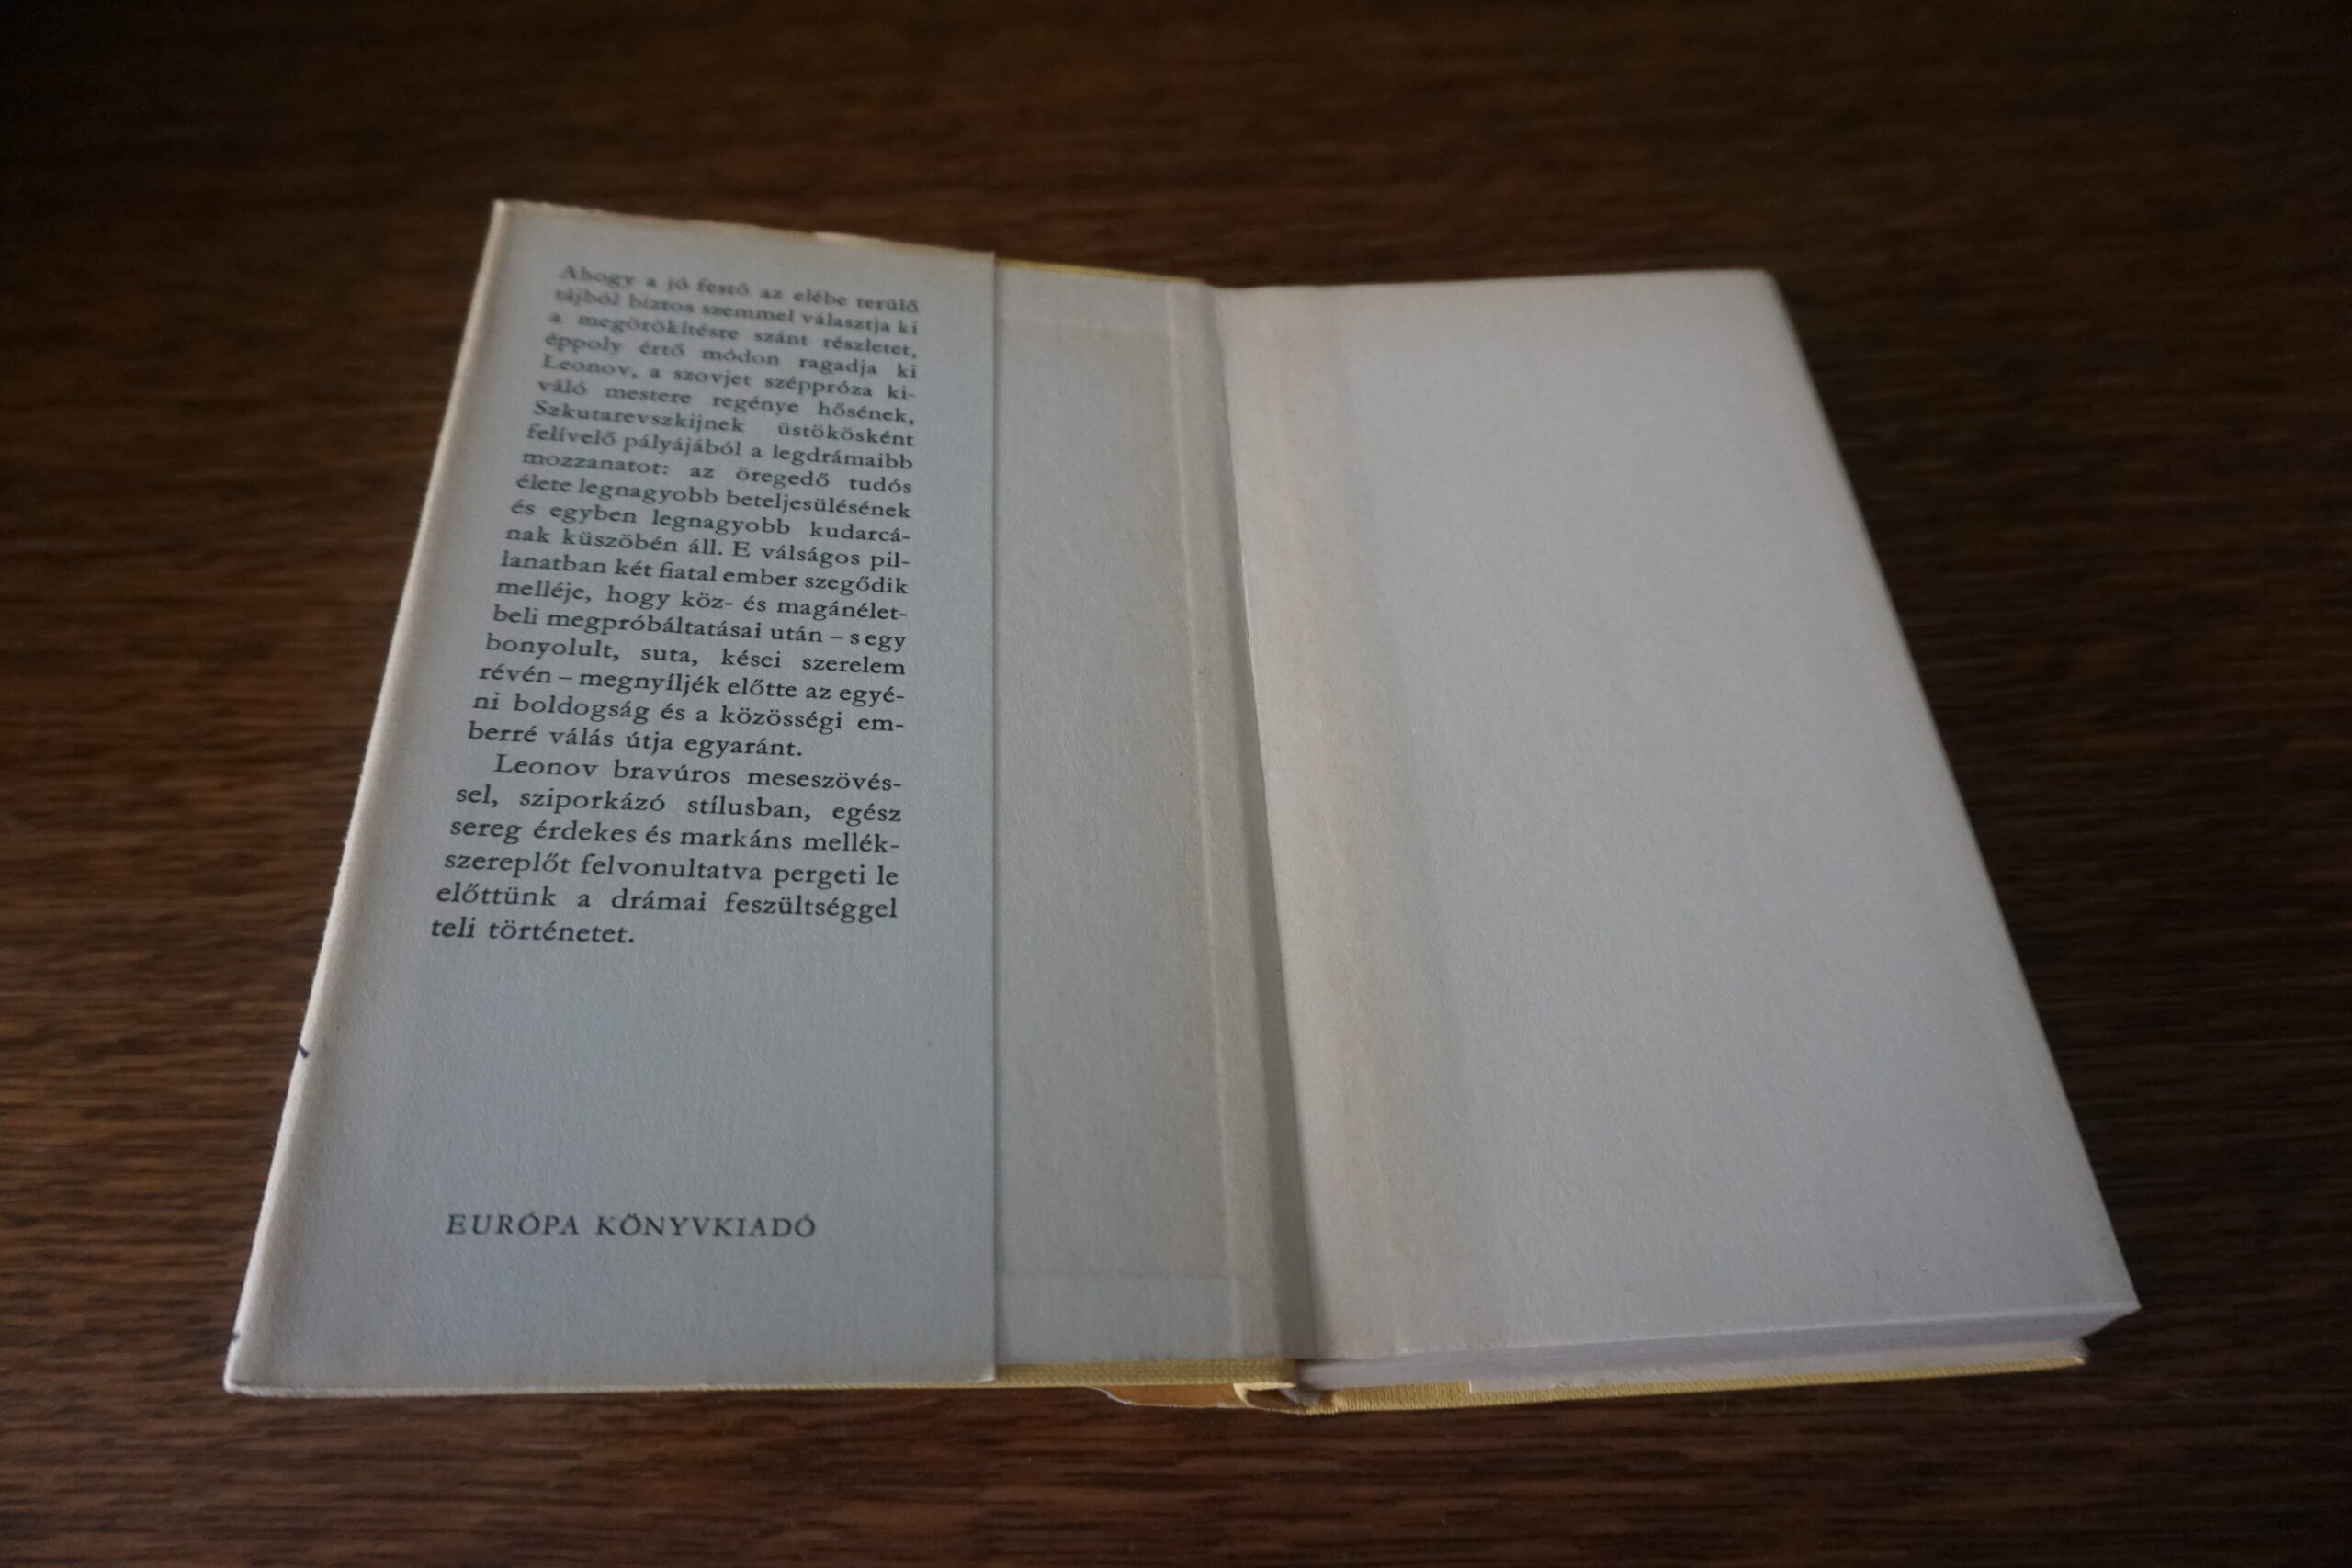 Ahogy a jó festő az elébe terülő
tájból biztos szemmel választja ki
a megörökítésre szánt részletet,
éppoly értő módon ragadja ki
Leonov, a szovjet széppróza ki-
váló mestere regénye hősének,
Szkutarevszkijnek üstökösként
felívelő pályájából a legdrámaibb
mozzanatot: az öregedő tudós
élete legnagyobb beteljesülésének
és egyben legnagyobb kudarcá-
nak küszöbén áll. E válságos pil-
lanatban két fiatal ember szegődik
melléje, hogy köz- és magánélet-
beli megpróbáltatásai után – s egy
bonyolult, suta, kései szerelem
révén – megnyíljék előtte az egyé-
ni boldogság és a közösségi em-
berré válás útja egyaránt.
Leonov bravúros meseszövés-
sel, sziporkázó stílusban, egész
sereg érdekes és markáns mellék-
szereplőt felvonultatva pergeti le
előttünk a drámai feszültséggel
teli történetet.
EURÓPA KÖNYVKIADÓ